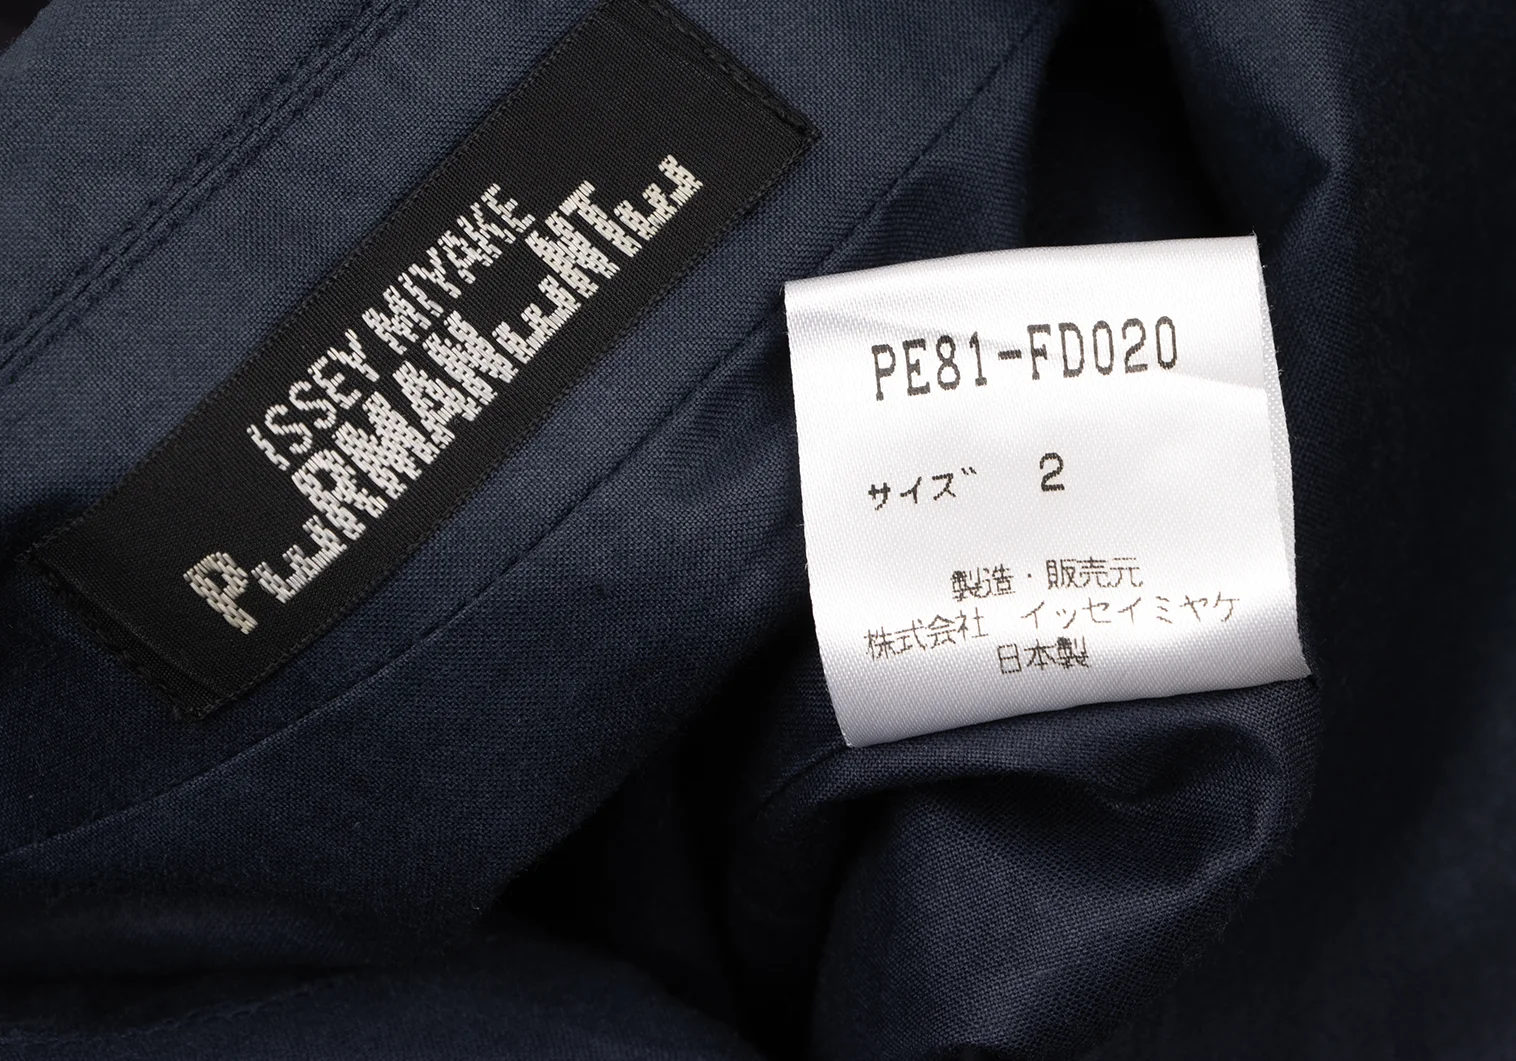 ISSEY MIYAKE
PERMANENTE
PE81-FD020
サイズ 2
製造・販売元
株式会社 イッセイミヤケ
日本製